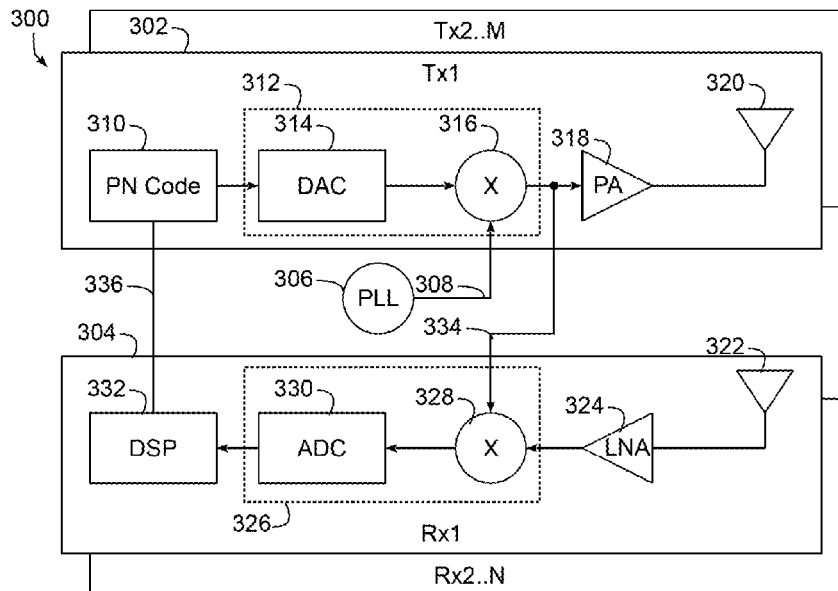 300
302
Tx2..M
Tx1
312
320
310
314
316
318
PN Code
DAC
X
PA
336
306
PLL
308
334
304
322
332
330
328
324
DSP
ADC
X
LNA
326
Rx1
Rx2..N